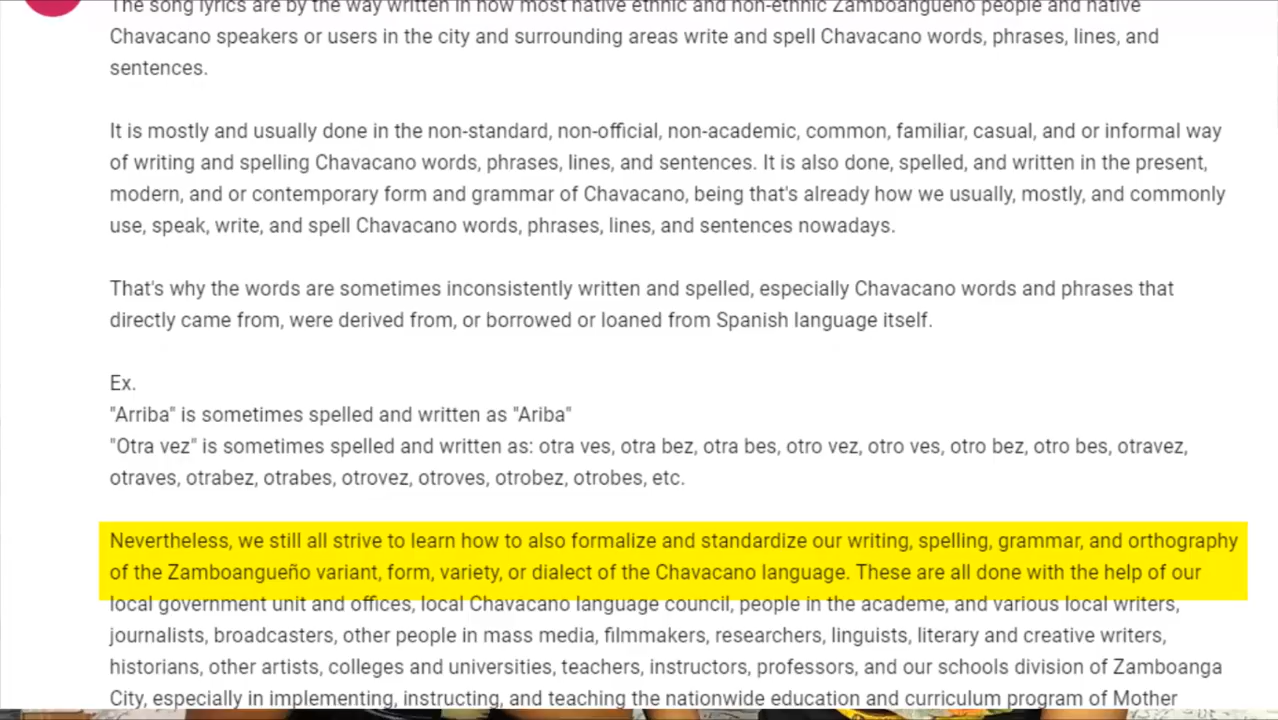 The song lyrics are by the way written in how most native ethnic and non-ethnic Zamboangueño people and native
Chavacano speakers or users in the city and surrounding areas write and spell Chavacano words, phrases, lines, and
sentences.
It is mostly and usually done in the non-standard, non-official, non-academic, common, familiar, casual, and or informal way
of writing and spelling Chavacano words, phrases, lines, and sentences. It is also done, spelled, and written in the present,
modern, and or contemporary form and grammar of Chavacano, being that's already how we usually, mostly, and commonly
use, speak, write, and spell Chavacano words, phrases, lines, and sentences nowadays.
That's why the words are sometimes inconsistently written and spelled, especially Chavacano words and phrases that
directly came from, were derived from, or borrowed or loaned from Spanish language itself.
Ex.
"Arriba" is sometimes spelled and written as "Ariba"
"Otra vez" is sometimes spelled and written as: otra ves, otra bez, otra bes, otro vez, otro ves, otro bez, otro bes, otravez,
otraves, otrabez, otrabes, otrovez, otroves, otrobez, otrobes, etc.
Nevertheless, we still all strive to learn how to also formalize and standardize our writing, spelling, grammar, and orthography
of the Zamboangueño variant, form, variety, or dialect of the Chavacano language. These are all done with the help of our
local government unit and offices, local Chavacano language council, people in the academe, and various local writers,
journalists, broadcasters, other people in mass media, filmmakers, researchers, linguists, literary and creative writers,
historians, other artists, colleges and universities, teachers, instructors, professors, and our schools division of Zamboanga
City, especially in implementing, instructing, and teaching the nationwide education and curriculum program of Mother